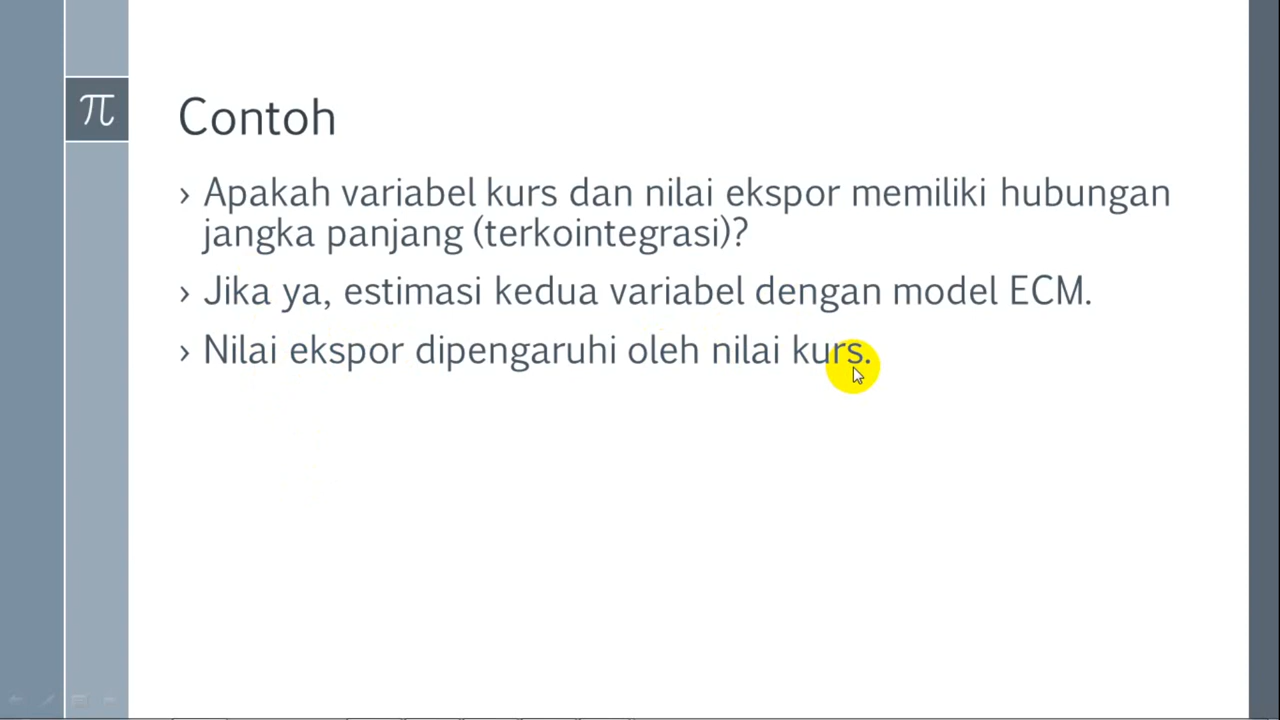 π
Contoh
› Apakah variabel kurs dan nilai ekspor memiliki hubungan
jangka panjang (terkointegrasi)?
› Jika ya, estimasi kedua variabel dengan model ECM.
› Nilai ekspor dipengaruhi oleh nilai kurs.